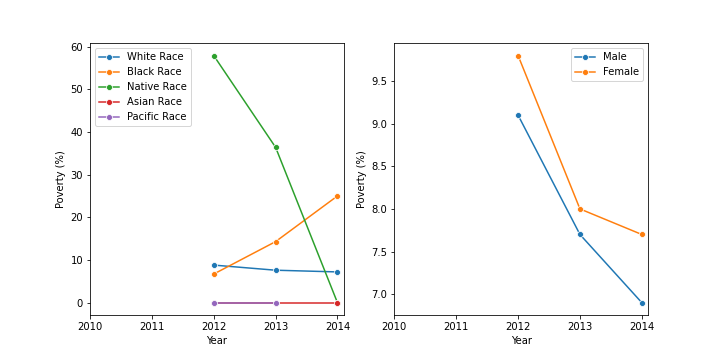 White Race
Black Race
Native Race
Asian Race
Pacific Race
60
50
40
30
20
10
0
Poverty (%)
2010 2011 2012 2013 2014
Year
Male
Female
9.5
9.0
8.5
8.0
7.5
7.0
Poverty (%)
2010 2011 2012 2013 2014
Year